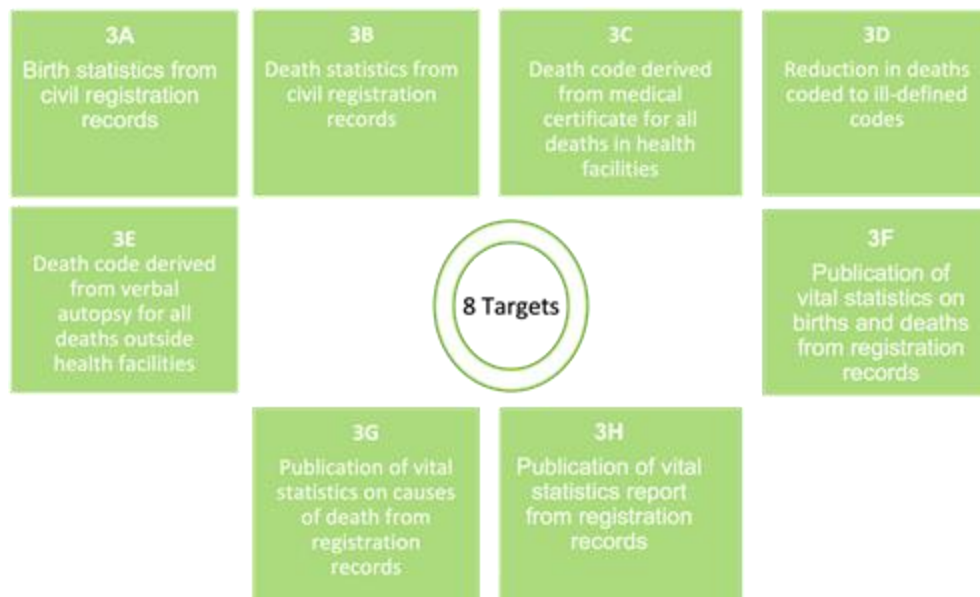 3A
Birth statistics from
civil registration
records
3B
Death statistics from
civil registration
records
3C
Death code derived
from medical
certificate for all
deaths in health
facilities
3D
Reduction in deaths
coded to ill-defined
codes
3E
Death code derived
from verbal
autopsy for all
deaths outside
health facilities
8 Targets
3F
Publication of
vital statistics on
births and deaths
from registration
records
3G
Publication of vital
statistics on causes
of death from
registration
records
3H
Publication of vital
statistics report
from registration
records